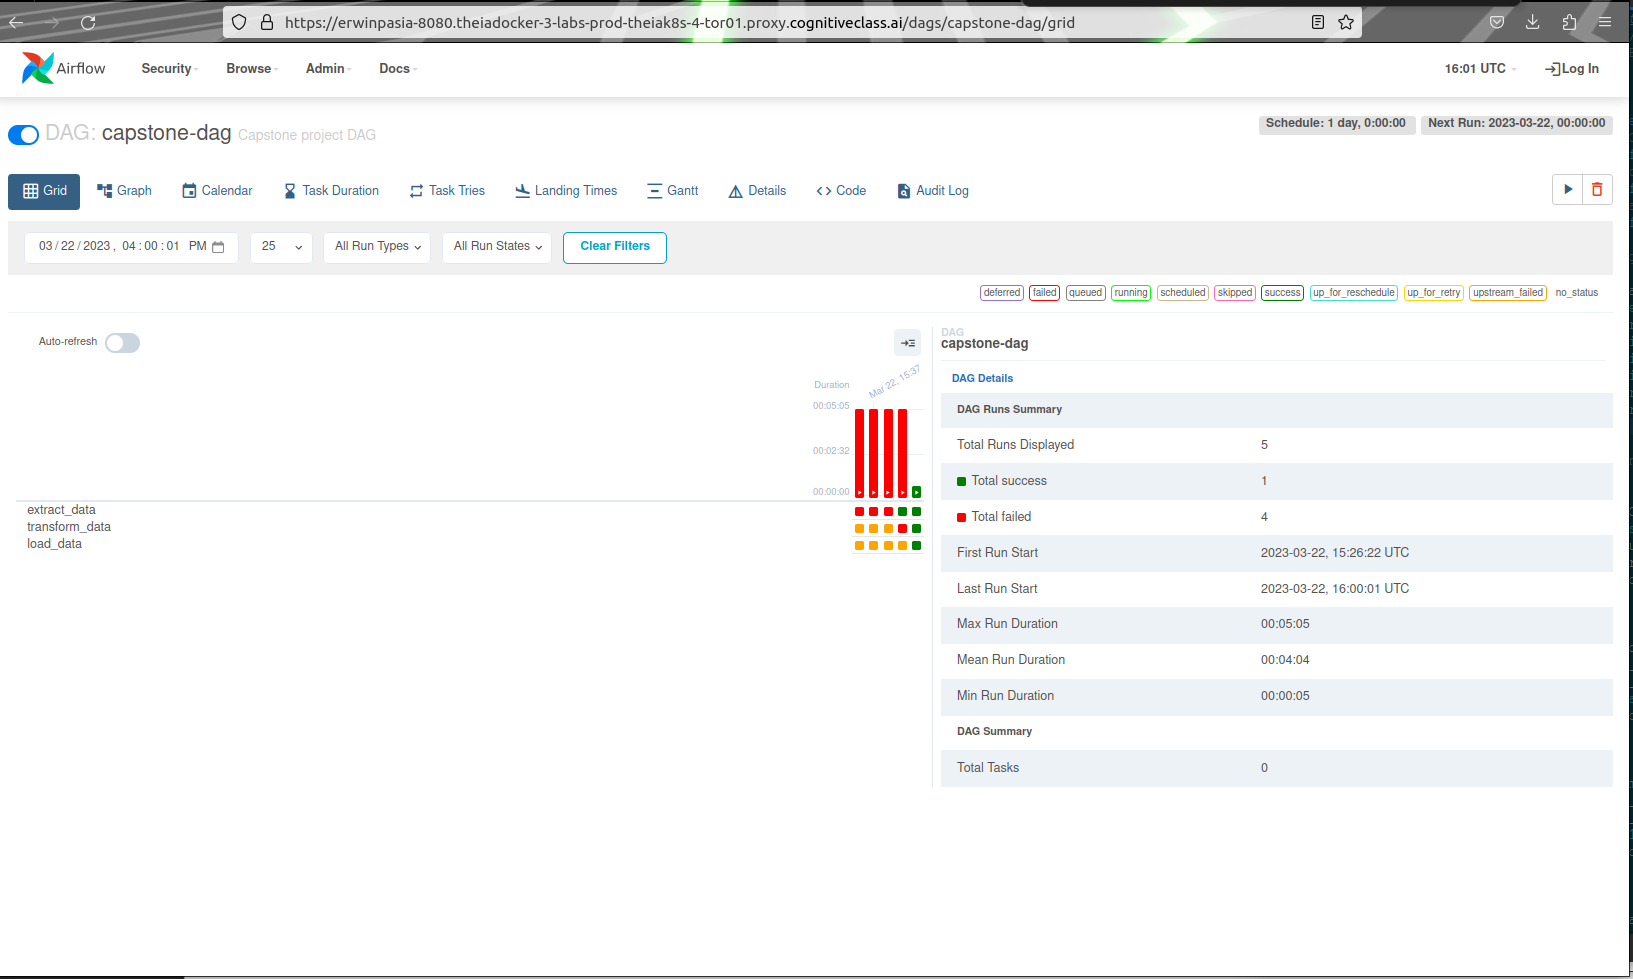 https://erwinpasia-8080.theiadocker-3-labs-prod-theiak8s-4-tor01.proxy.cognitiveclass.ai/dags/capstone-dag/grid
Airflow Security Browse Admin Docs 16:01 UTC Log In
DAG: capstone-dag Capstone project DAG Schedule: 1 day, 0:00:00 Next Run: 2023-03-22, 00:00:00
Grid Graph Calendar Task Duration Task Tries Landing Times Gantt Details Code Audit Log
03/22/2023, 04:00:01 PM 25 All Run Types All Run States Clear Filters
deferred failed queued running scheduled skipped success up_for_reschedule up_for_retry upstream_failed no_status
Auto-refresh
Duration
Mar 22, 15:37
00:05:05
00:02:32
00:00:00
extract_data
transform_data
load_data
DAG
capstone-dag
DAG Details
DAG Runs Summary
Total Runs Displayed 5
Total success 1
Total failed 4
First Run Start 2023-03-22, 15:26:22 UTC
Last Run Start 2023-03-22, 16:00:01 UTC
Max Run Duration 00:05:05
Mean Run Duration 00:04:04
Min Run Duration 00:00:05
DAG Summary
Total Tasks 0